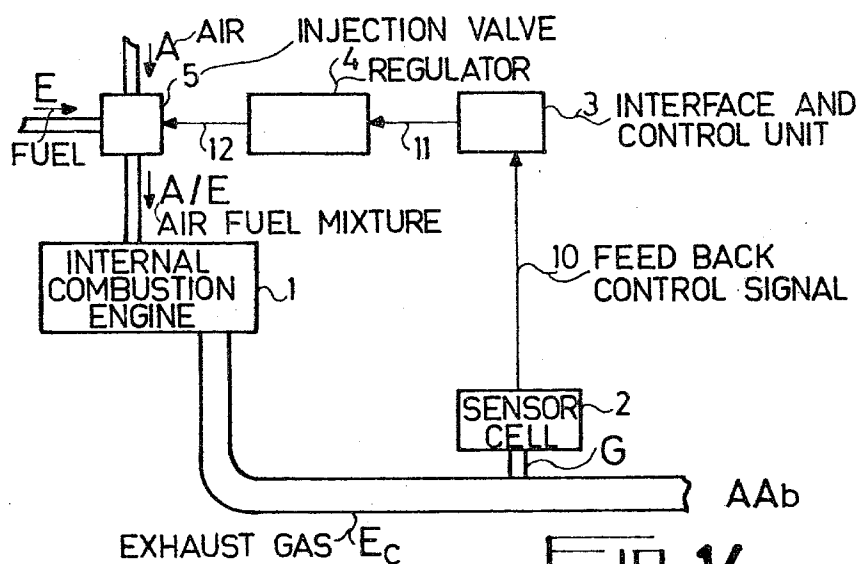 A AIR
5 INJECTION VALVE
4 REGULATOR
E
FUEL
12
11
3 INTERFACE AND
CONTROL UNIT
A/E
AIR FUEL MIXTURE
INTERNAL
COMBUSTION
ENGINE
1
10 FEED BACK
CONTROL SIGNAL
SENSOR
CELL
2
G
AAb
EXHAUST GAS Ec